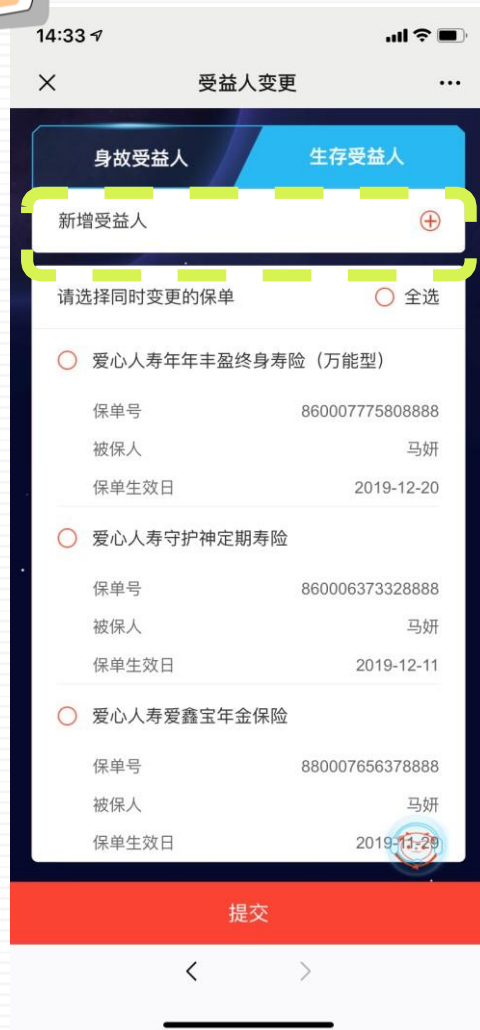 14:33
受益人变更
身故受益人 生存受益人
新增受益人
请选择同时变更的保单 全选
爱心人寿年年丰盈终身寿险（万能型）
保单号 860007775808888
被保人 马妍
保单生效日 2019-12-20
爱心人寿守护神定期寿险
保单号 860006373328888
被保人 马妍
保单生效日 2019-12-11
爱心人寿爱鑫宝年金保险
保单号 880007656378888
被保人 马妍
保单生效日 2019-11-29
提交